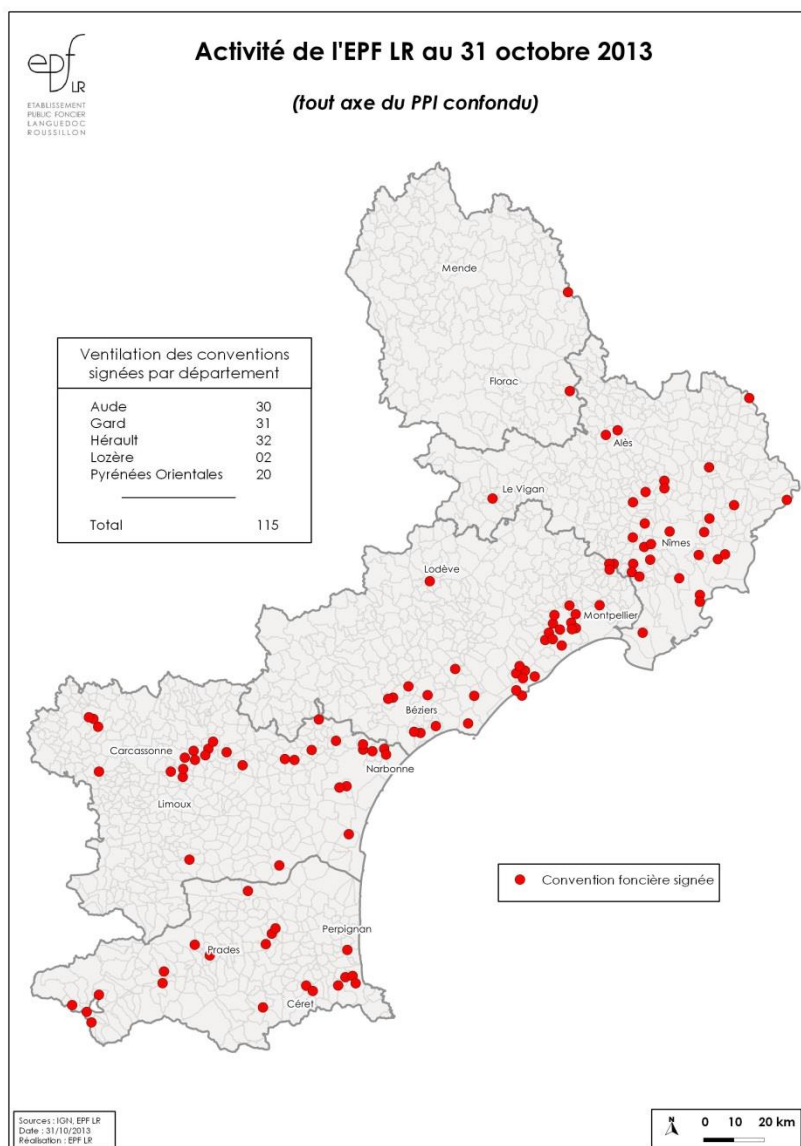 epf
LR
ETABLISSEMENT
PUBLIC FONCIER
LANGUEDOC
ROUSSILLON
Activité de l'EPF LR au 31 octobre 2013
(tout axe du PPI confondu)
Mende
Florac
Ventilation des conventions
signées par département
Aude 30
Gard 31
Hérault 32
Lozère 02
Pyrénées Orientales 20
Total 115
Alès
Le Vigan
Nîmes
Lodève
Montpellier
Béziers
Carcassonne
Narbonne
Limoux
Convention foncière signée
Perpignan
Prades
Céret
Sources : IGN, EPF LR
Date : 31/10/2013
Réalisation : EPF LR
N
0 10 20 km